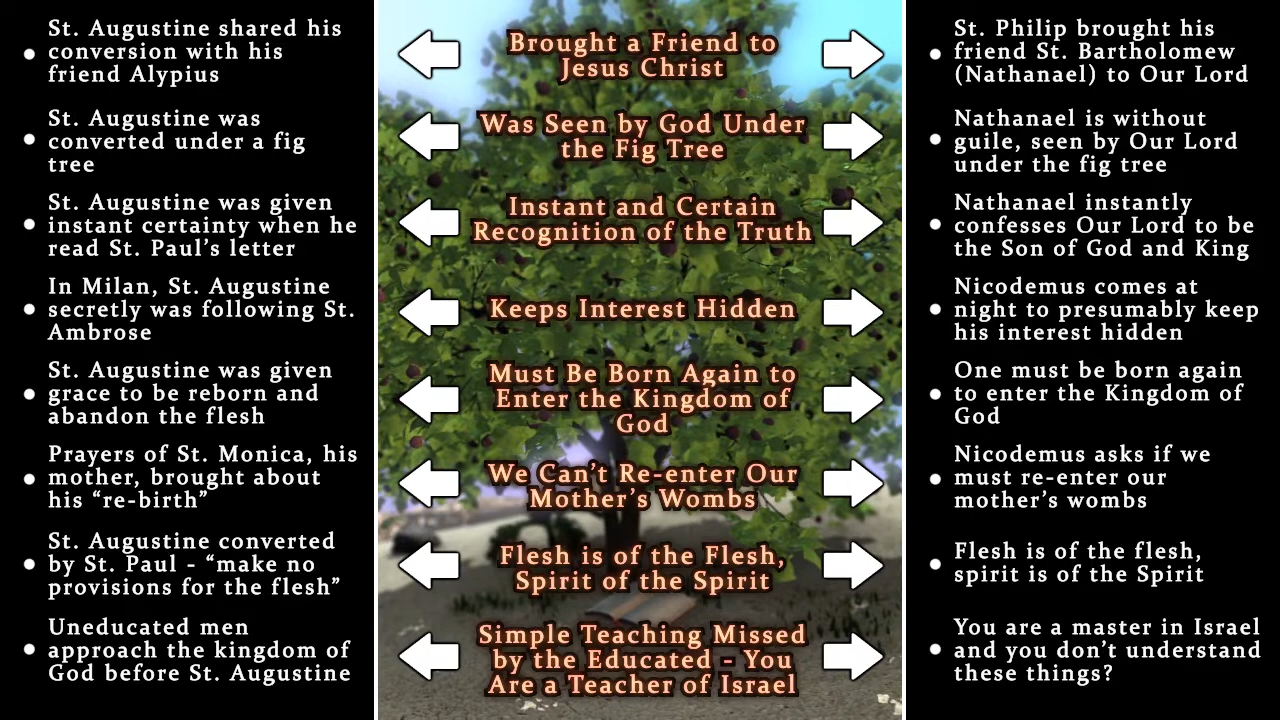 St. Augustine shared his
conversion with his
friend Alypius
St. Augustine was
converted under a fig
tree
St. Augustine was given
instant certainty when he
read St. Paul’s letter
In Milan, St. Augustine
secretly was following St.
Ambrose
St. Augustine was given
grace to be reborn and
abandon the flesh
Prayers of St. Monica, his
mother, brought about
his “re-birth”
St. Augustine converted
by St. Paul - “make no
provisions for the flesh”
Uneducated men
approach the kingdom of
God before St. Augustine
Brought a Friend to
Jesus Christ
Was Seen by God Under
the Fig Tree
Instant and Certain
Recognition of the Truth
Keeps Interest Hidden
Must Be Born Again to
Enter the Kingdom of
God
We Can’t Re-enter Our
Mother’s Wombs
Flesh is of the Flesh,
Spirit of the Spirit
Simple Teaching Missed
by the Educated - You
Are a Teacher of Israel
St. Philip brought his
friend St. Bartholomew
(Nathanael) to Our Lord
Nathanael is without
guile, seen by Our Lord
under the fig tree
Nathanael instantly
confesses Our Lord to be
the Son of God and King
Nicodemus comes at
night to presumably keep
his interest hidden
One must be born again
to enter the Kingdom of
God
Nicodemus asks if we
must re-enter our
mother’s wombs
Flesh is of the flesh,
spirit is of the Spirit
You are a master in Israel
and you don’t understand
these things?